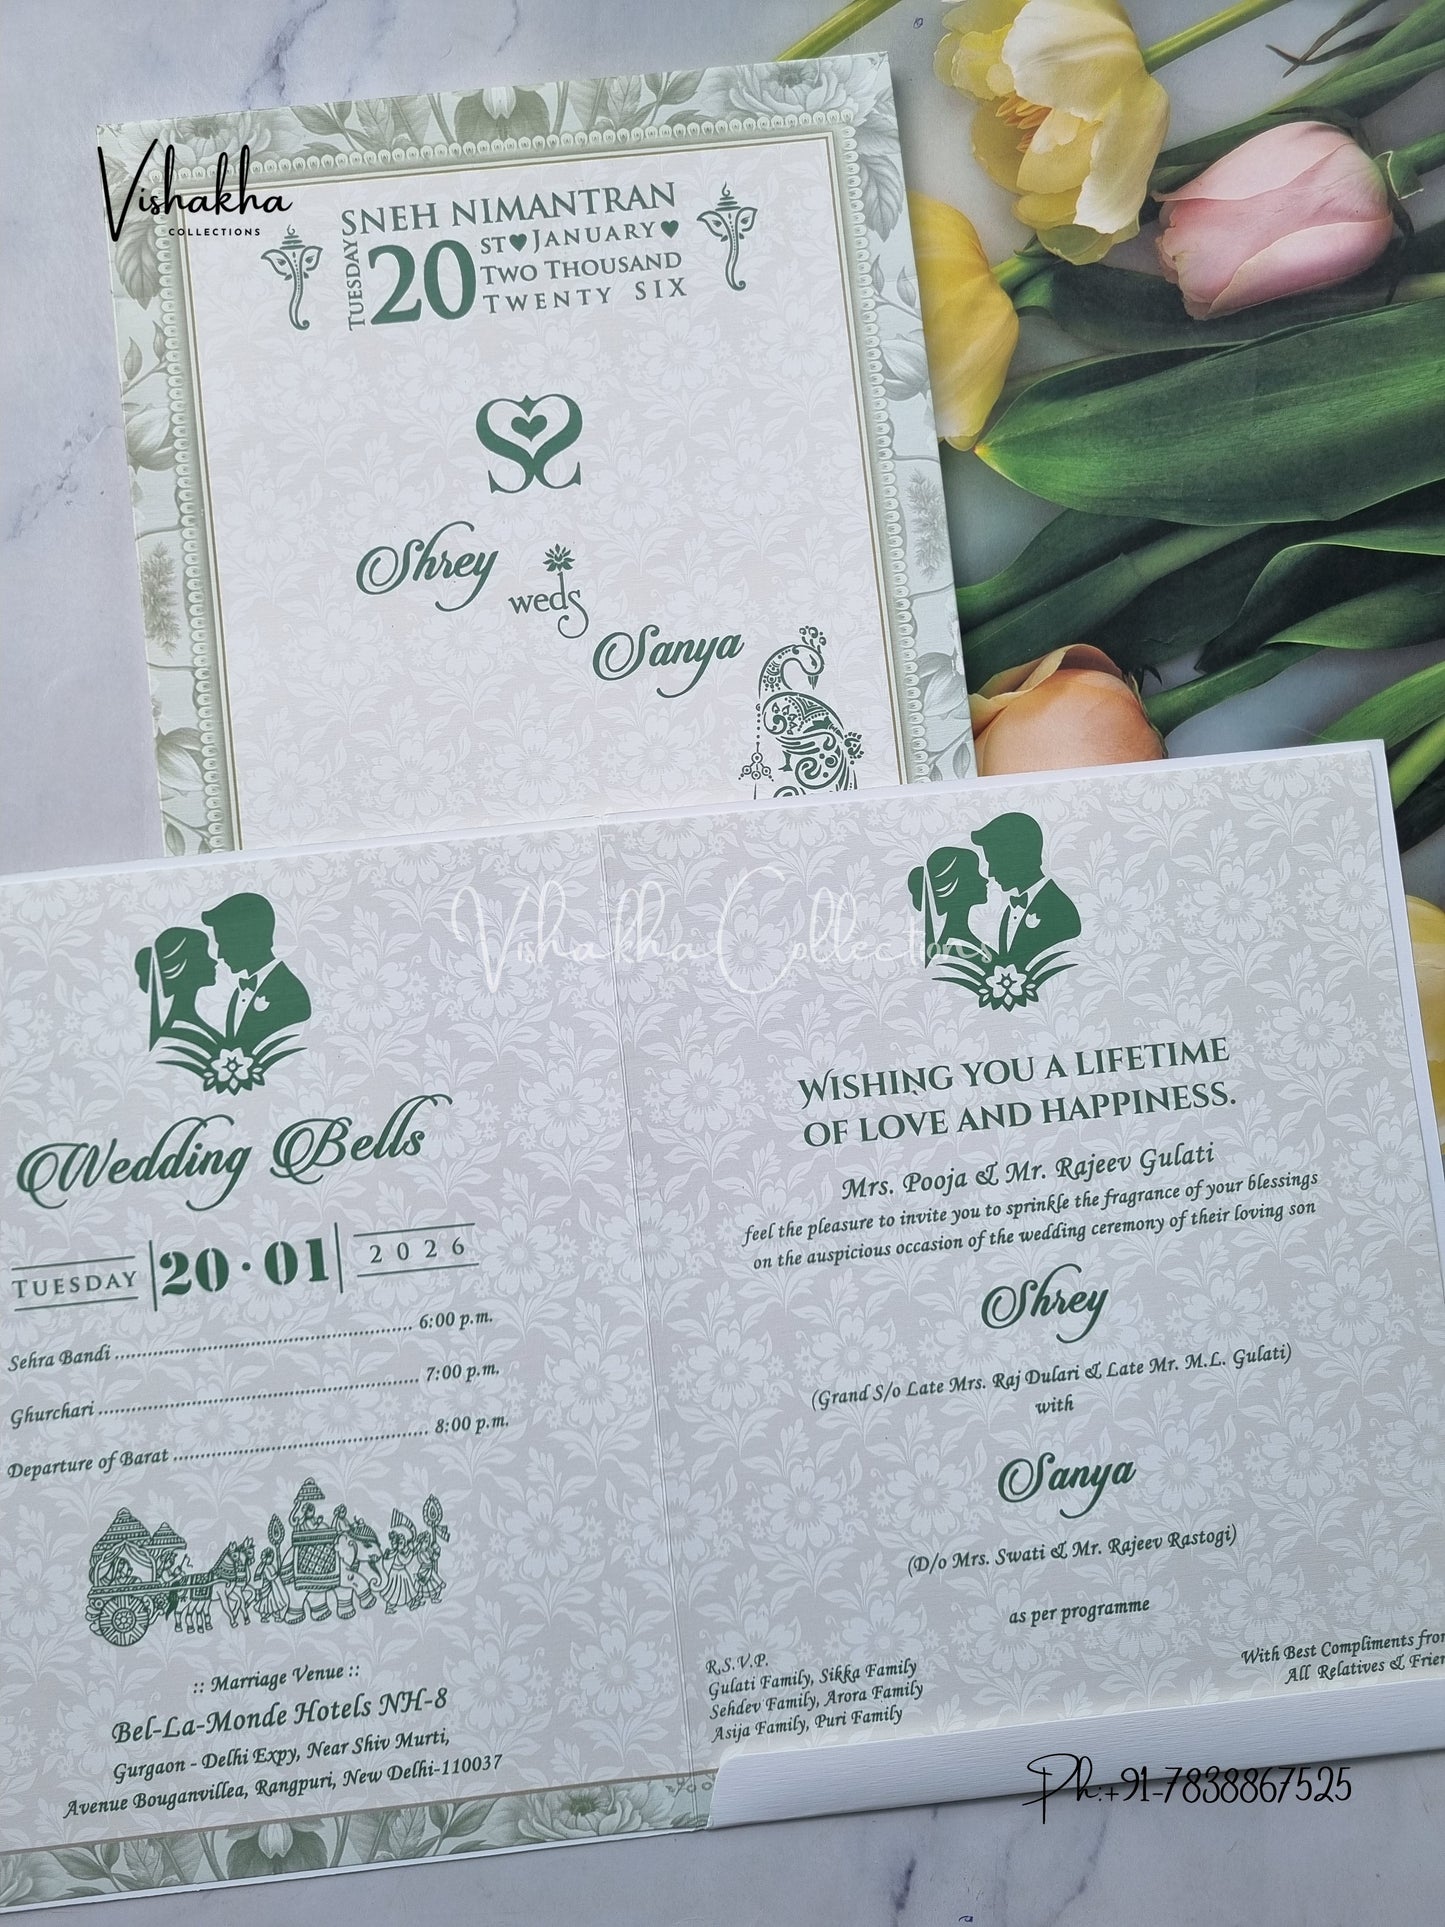 Vishakha
COLLECTIONS
SNEH NIMANTRAN
TUESDAY
20
ST♥JANUARY♥
TWO THOUSAND
TWENTY SIX
SS
Shrey
weds
Sanya
Vishakha Collections
Wedding Bells
TUESDAY
20·01
2026
Sehra Bandi ........................................................ 6:00 p.m.
Ghurchari ........................................................ 7:00 p.m.
Departure of Barat ............................................ 8:00 p.m.
:: Marriage Venue ::
Bel-La-Monde Hotels NH-8
Gurgaon - Delhi Expy, Near Shiv Murti,
Avenue Bouganvillea, Rangpuri, New Delhi-110037
WISHING YOU A LIFETIME
OF LOVE AND HAPPINESS.
Mrs. Pooja & Mr. Rajeev Gulati
feel the pleasure to invite you to sprinkle the fragrance of your blessings
on the auspicious occasion of the wedding ceremony of their loving son
Shrey
(Grand S/o Late Mrs. Raj Dulari & Late Mr. M.L. Gulati)
with
Sanya
(D/o Mrs. Swati & Mr. Rajeev Rastogi)
as per programme
R.S.V.P.
Gulati Family, Sikka Family
Sehdev Family, Arora Family
Asija Family, Puri Family
With Best Compliments from
All Relatives & Frien
Ph:+91-7838867525